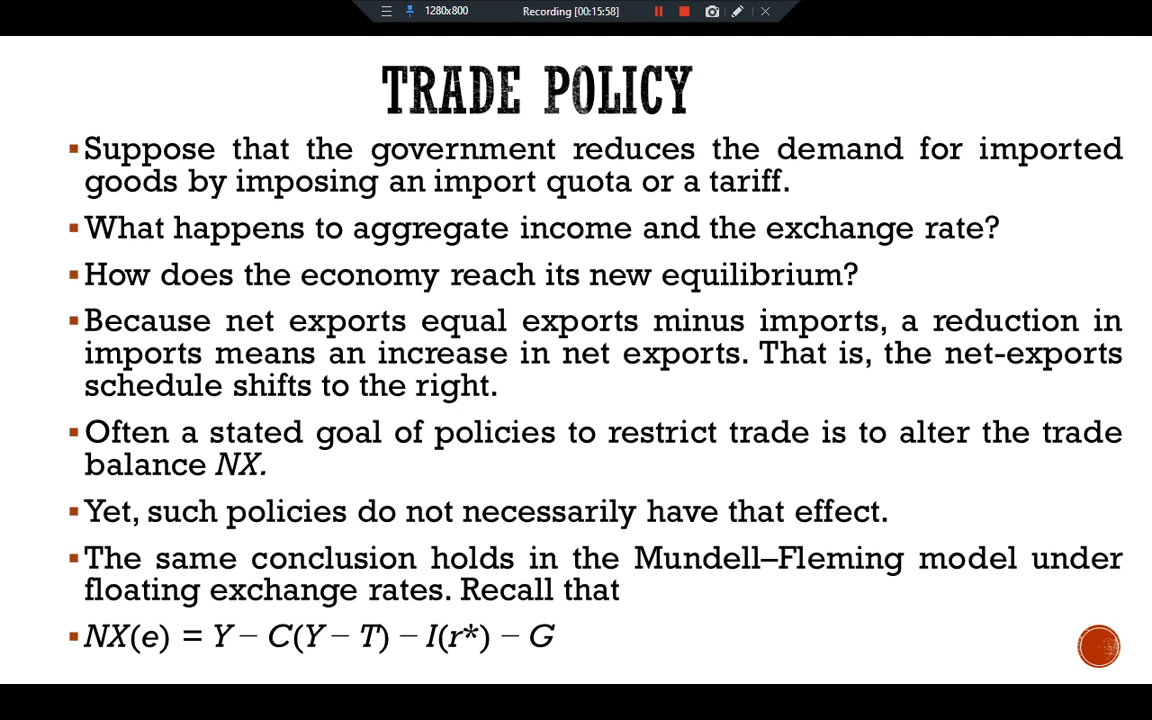 1280x800
Recording [00:15:58]
TRADE POLICY
▪Suppose that the government reduces the demand for imported
goods by imposing an import quota or a tariff.
▪What happens to aggregate income and the exchange rate?
▪How does the economy reach its new equilibrium?
▪Because net exports equal exports minus imports, a reduction in
imports means an increase in net exports. That is, the net-exports
schedule shifts to the right.
▪Often a stated goal of policies to restrict trade is to alter the trade
balance NX.
▪Yet, such policies do not necessarily have that effect.
▪The same conclusion holds in the Mundell–Fleming model under
floating exchange rates. Recall that
▪NX(e) = Y − C(Y − T) − I(r*) − G